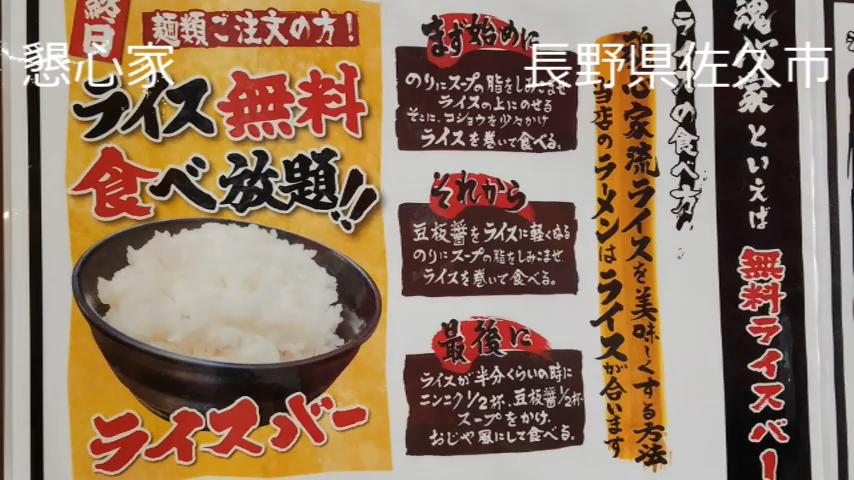 懇心家
長野県佐久市
終日
麺類ご注文の方!
ライス無料
食べ放題!!
ライスバー
まず始めに
のりにスープの脂をしみこませ
ライスの上にのせる
そこに、コショウを少々かけ
ライスを巻いて食べる。
それから
豆板醤をライスに軽くぬる
のりにスープの脂をしみこませ
ライスを巻いて食べる。
最後に
ライスが半分くらいの時に
ニンニク1/2杯、豆板醤1/2杯
スープをかけ、
おじや風にして食べる。
の食べ方
心家流ライスを美味しくする方法
当店のラーメンはライスが合います
魂心家といえば
無料ライスバー